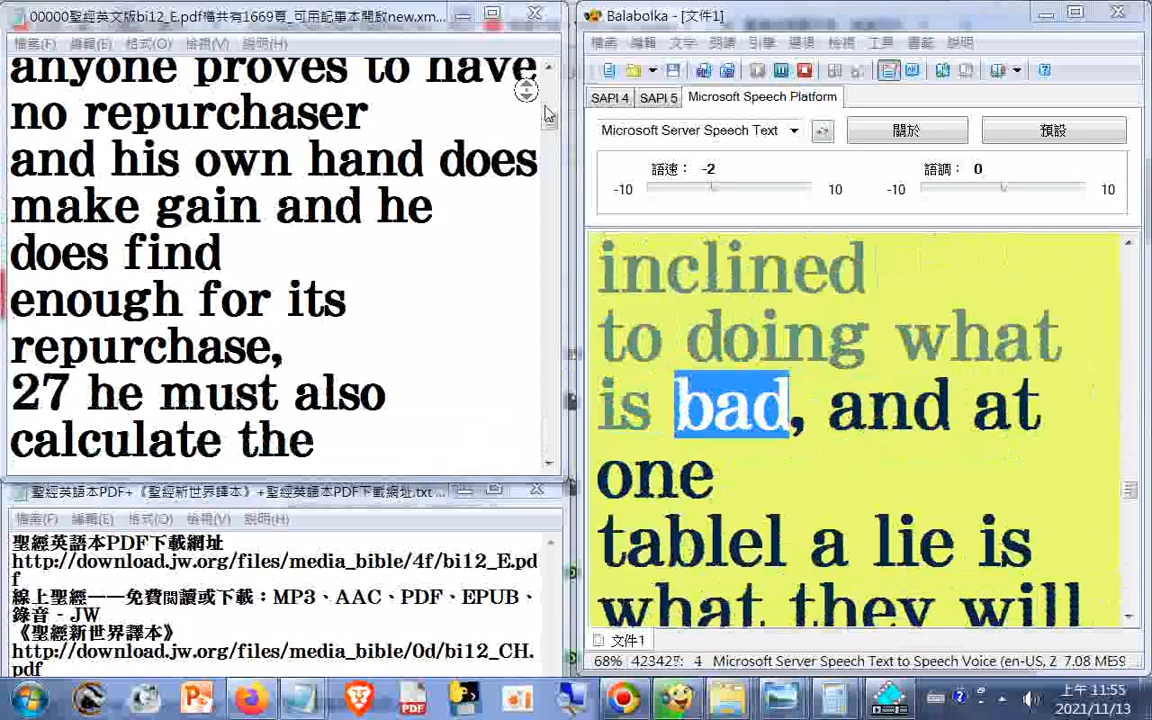 00000聖經英文版bi12_E.pdf檔共有1669頁_可用記事本開啟new.xm...
檔案(F) 編輯(E) 格式(O) 檢視(V) 說明(H)
anyone proves to have
no repurchaser
and his own hand does
make gain and he
does find
enough for its
repurchase,
27 he must also
calculate the
聖經英語本PDF+《聖經新世界譯本》+聖經英語本PDF下載網址.txt ...
檔案(F) 編輯(E) 格式(O) 檢視(V) 說明(H)
聖經英語本PDF下載網址
http://download.jw.org/files/media_bible/4f/bi12_E.pd
f
線上聖經——免費閱讀或下載：MP3、AAC、PDF、EPUB、
錄音 - JW
《聖經新世界譯本》
http://download.jw.org/files/media_bible/0d/bi12_CH.
pdf
Balabolka - [文件1]
檔案 編輯 文字 朗讀 引擎 選項 檢視 工具 書籤 說明
SAPI 4 SAPI 5 Microsoft Speech Platform
Microsoft Server Speech Text 關於 預設
語速： -2 語調： 0
-10 10 -10 10
inclined
to doing what
is bad, and at
one
tablel a lie is
what they will
文件1
68% 42342 4 Microsoft Server Speech Text to Speech Voice (en-US, Z 7.08 ME
PDF
上午 11:55
2021/11/13